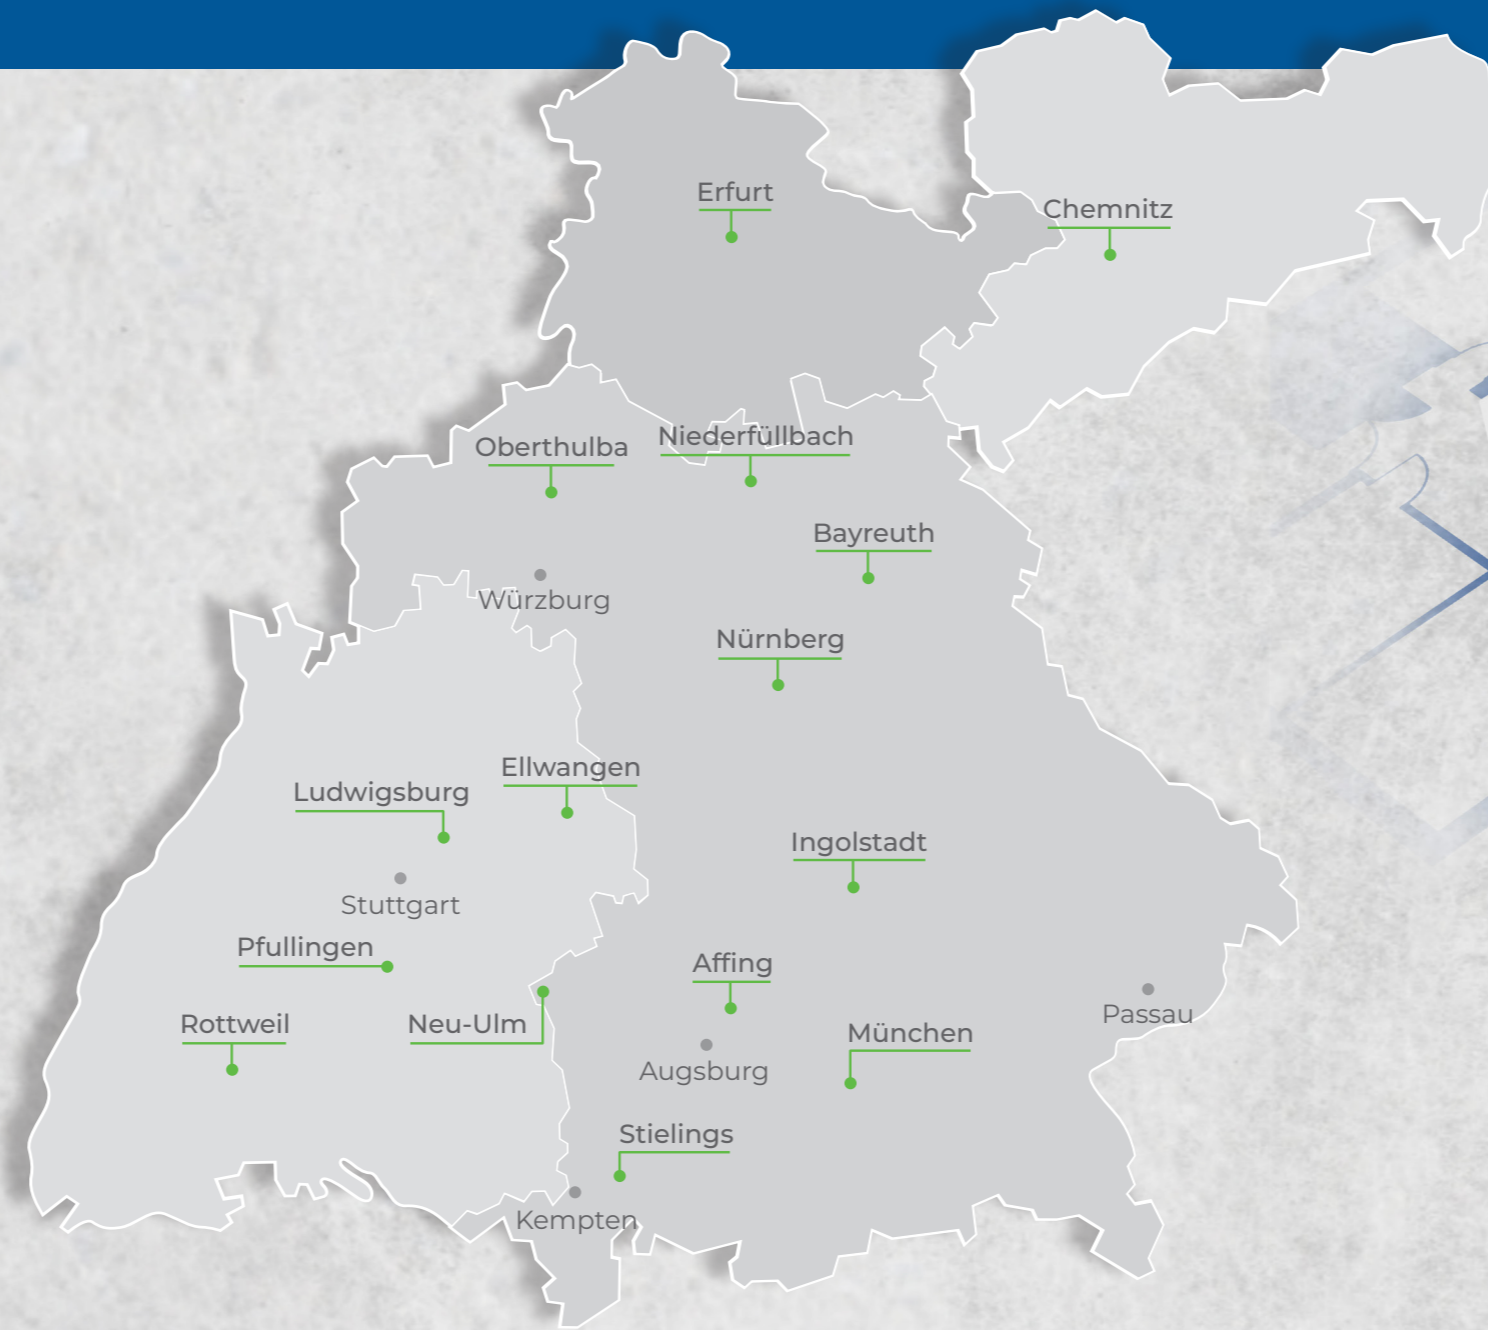 Erfurt
Chemnitz
Oberthulba
Niederfüllbach
Bayreuth
Würzburg
Nürnberg
Ellwangen
Ludwigsburg
Ingolstadt
Stuttgart
Pfullingen
Affing
Passau
Rottweil
Neu-Ulm
München
Augsburg
Stielings
Kempten